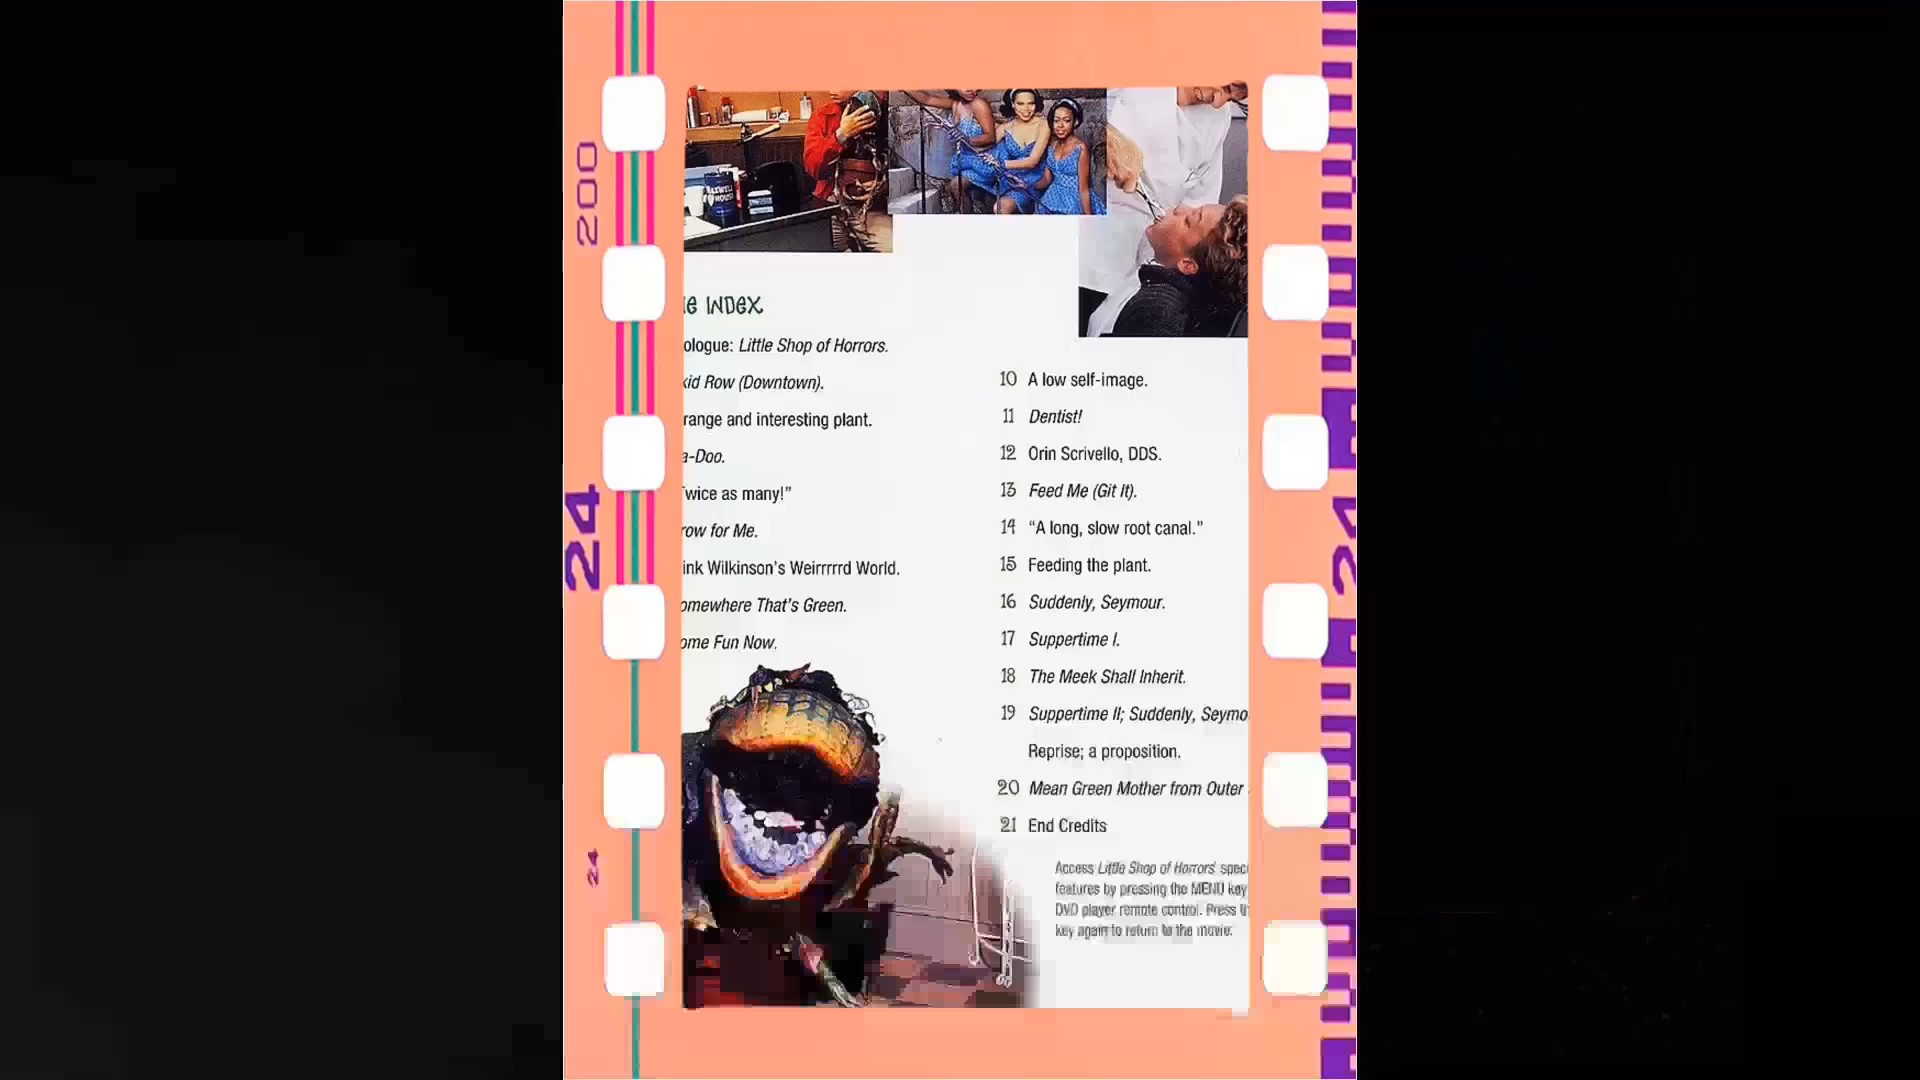 200
24
24
24
MAXWELL
HOUSE
IE INDEX
ologue: Little Shop of Horrors.
kid Row (Downtown).
range and interesting plant.
a-Doo.
Twice as many!”
row for Me.
ink Wilkinson’s Weirrrrrd World.
omewhere That’s Green.
ome Fun Now.
10 A low self-image.
11 Dentist!
12 Orin Scrivello, DDS.
13 Feed Me (Git It).
14 “A long, slow root canal.”
15 Feeding the plant.
16 Suddenly, Seymour.
17 Suppertime I.
18 The Meek Shall Inherit.
19 Suppertime II; Suddenly, Seymo
Reprise; a proposition.
20 Mean Green Mother from Outer
21 End Credits
Access Little Shop of Horrors' spec
features by pressing the MENU key
DVD player remote control. Press th
key again to return to the movie.